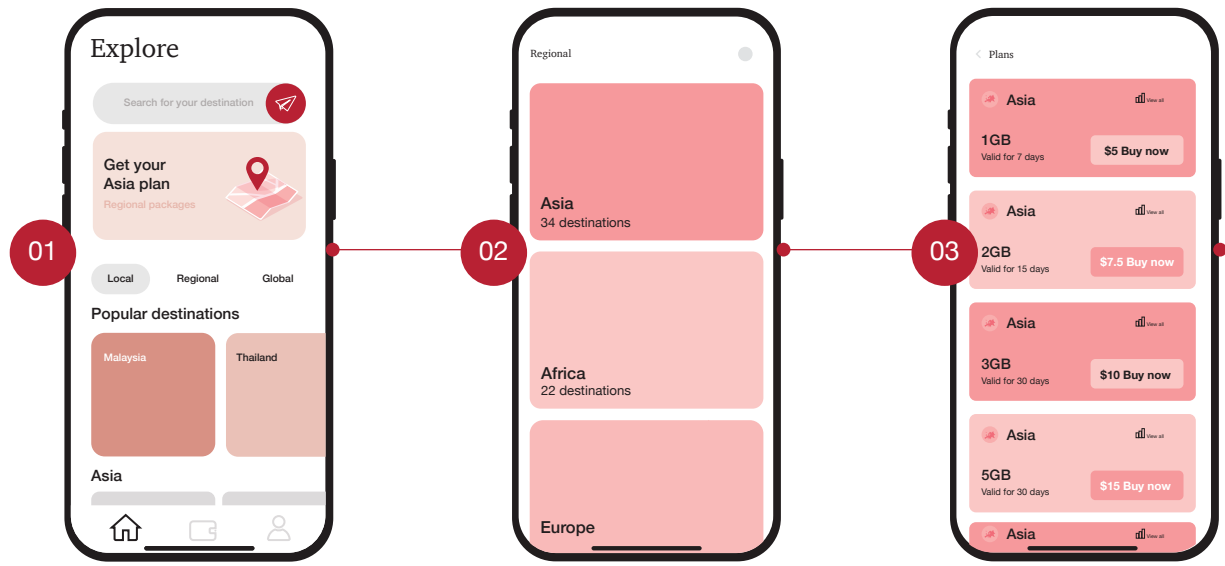 01
Explore
Search for your destination
Get your
Asia plan
Regional packages
Local Regional Global
Popular destinations
Malaysia Thailand
Asia
02
Regional
Asia
34 destinations
Africa
22 destinations
Europe
03
Plans
Asia View all
1GB
Valid for 7 days
$5 Buy now
Asia View all
2GB
Valid for 15 days
$7.5 Buy now
Asia View all
3GB
Valid for 30 days
$10 Buy now
Asia View all
5GB
Valid for 30 days
$15 Buy now
Asia View all